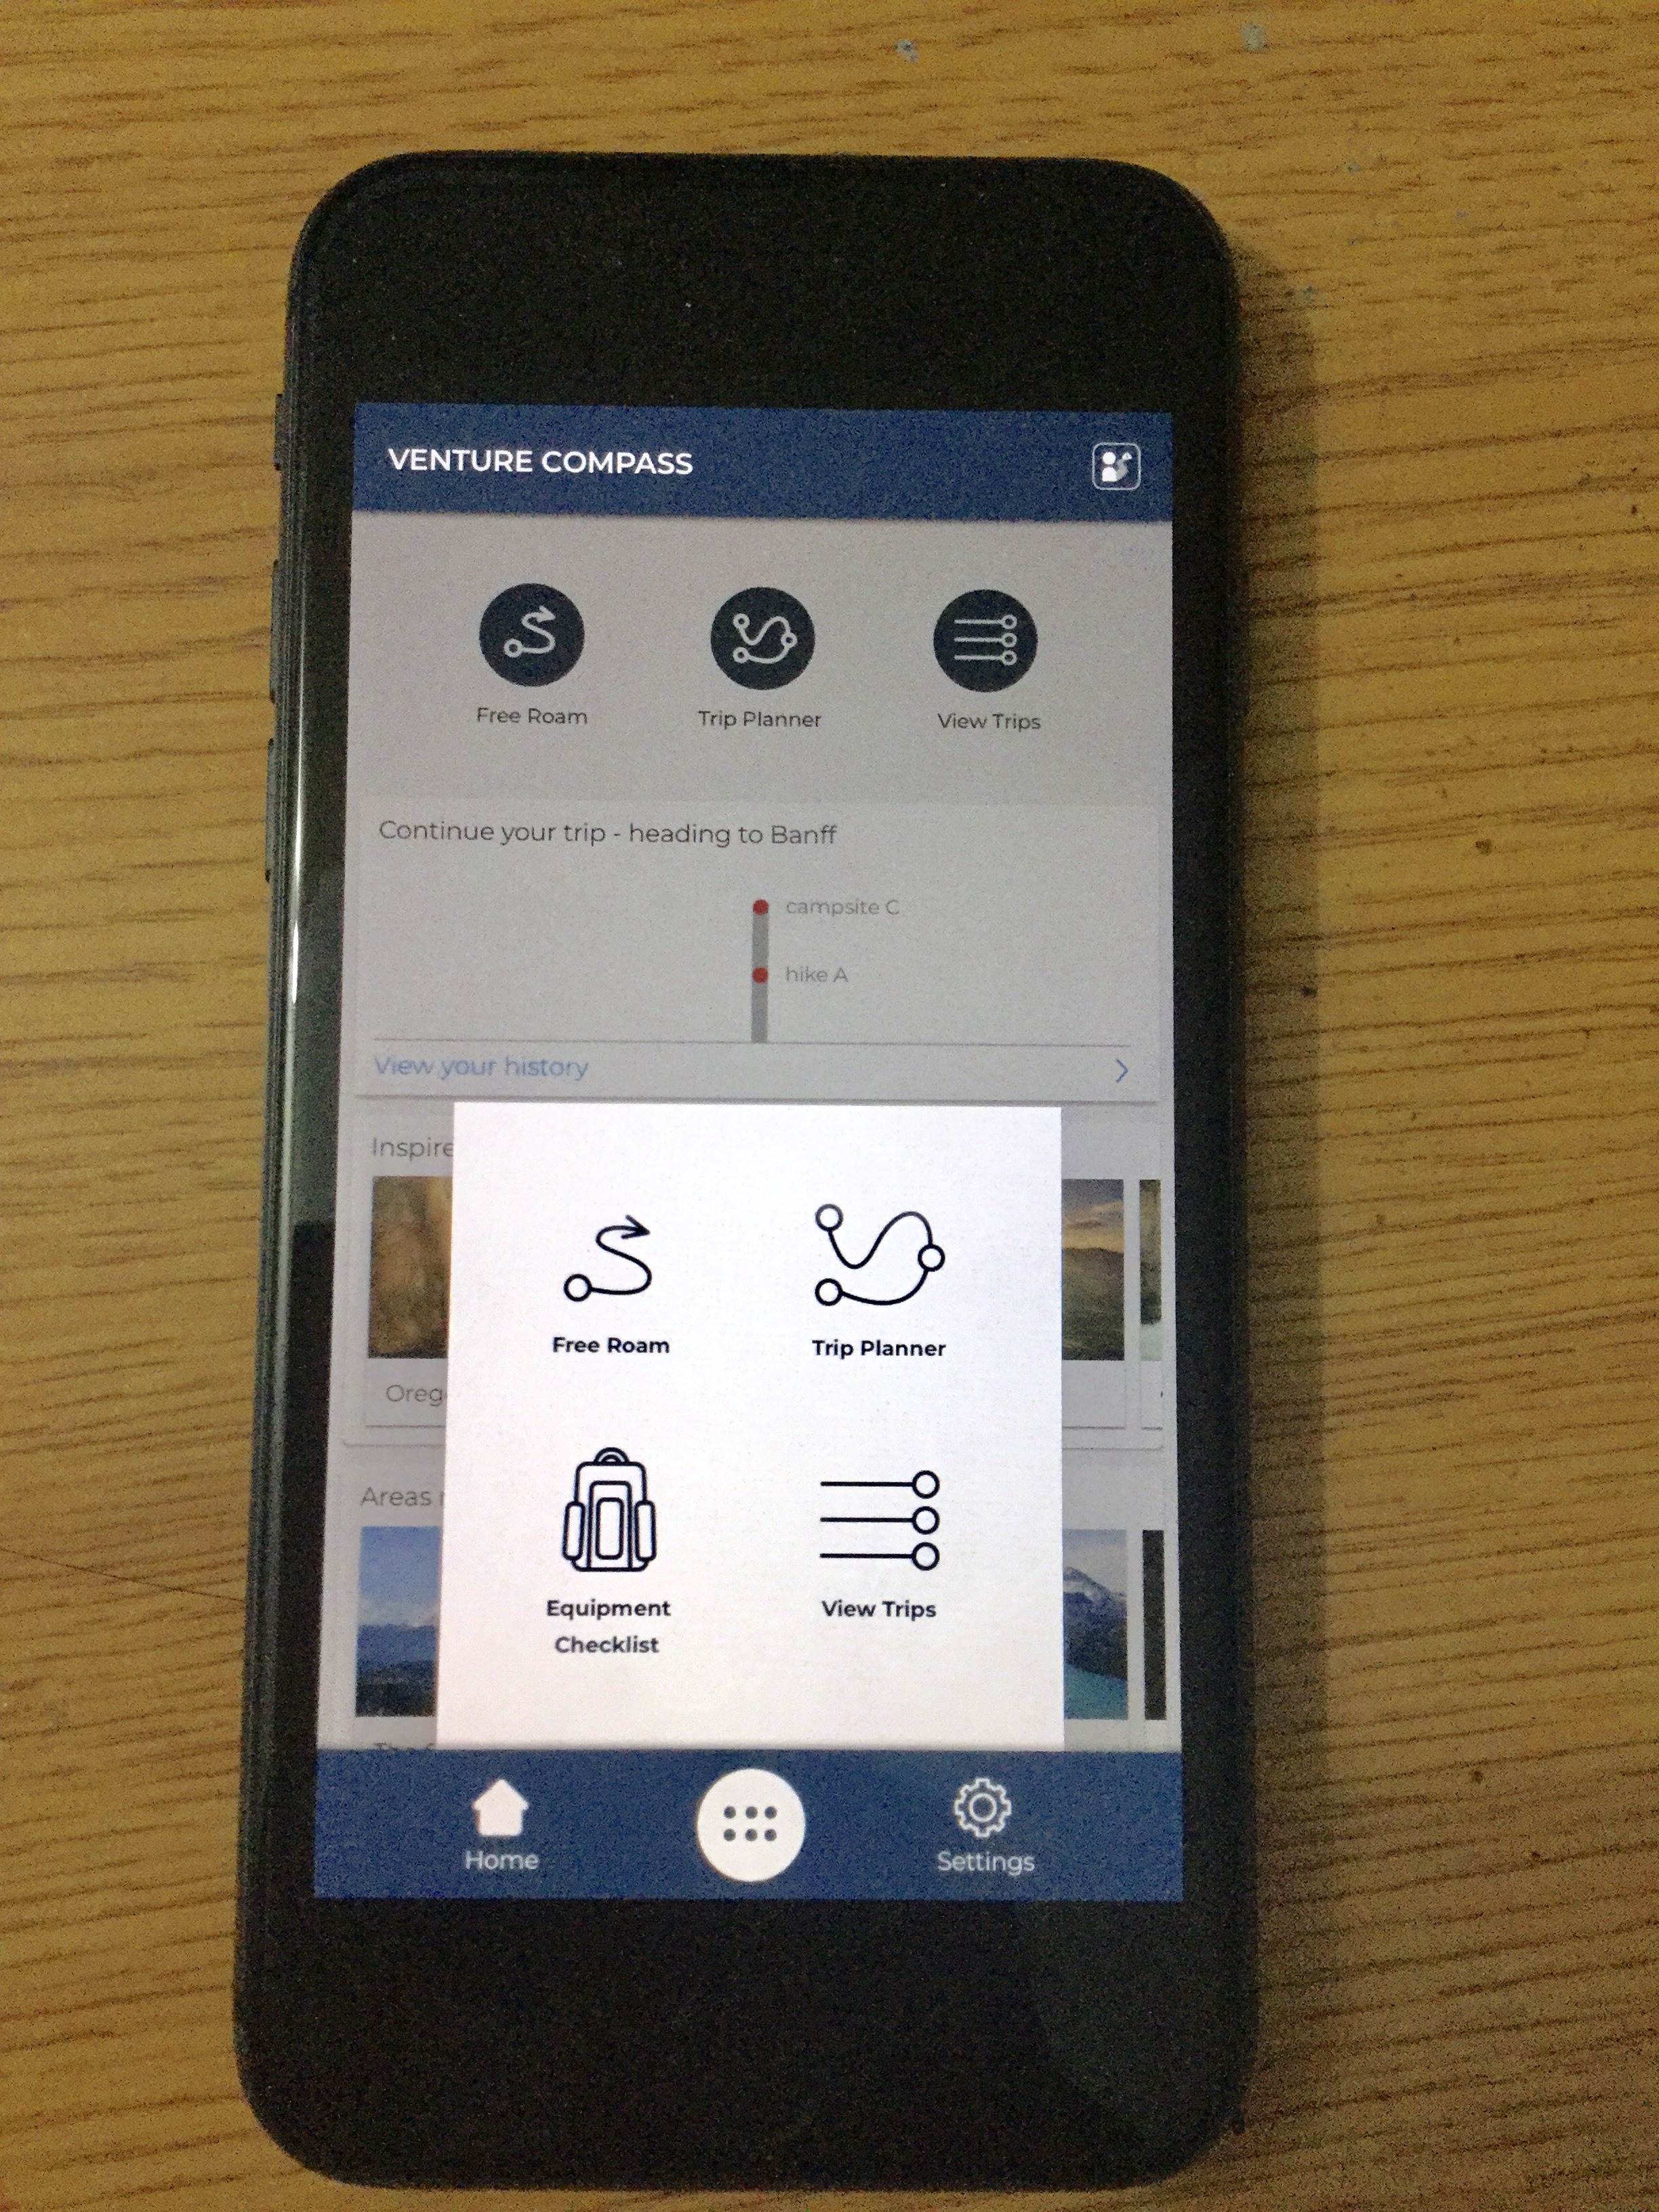 VENTURE COMPASS
Free Roam
Trip Planner
View Trips
Continue your trip - heading to Banff
campsite C
hike A
View your history
Inspire
Free Roam
Trip Planner
Oreg
Areas
Equipment
Checklist
View Trips
Home
Settings